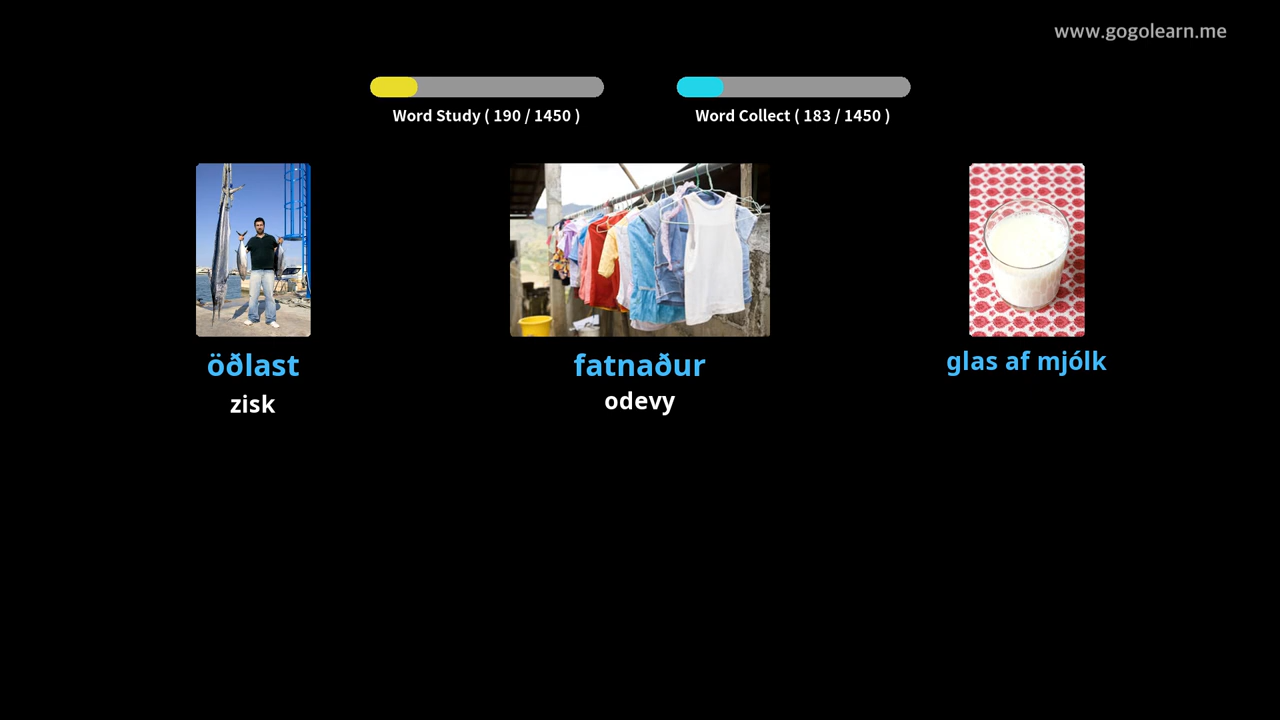 www.gogolearn.me
Word Study ( 190 / 1450 )
Word Collect ( 183 / 1450 )
öðlast
zisk
fatnaður
odevy
glas af mjólk